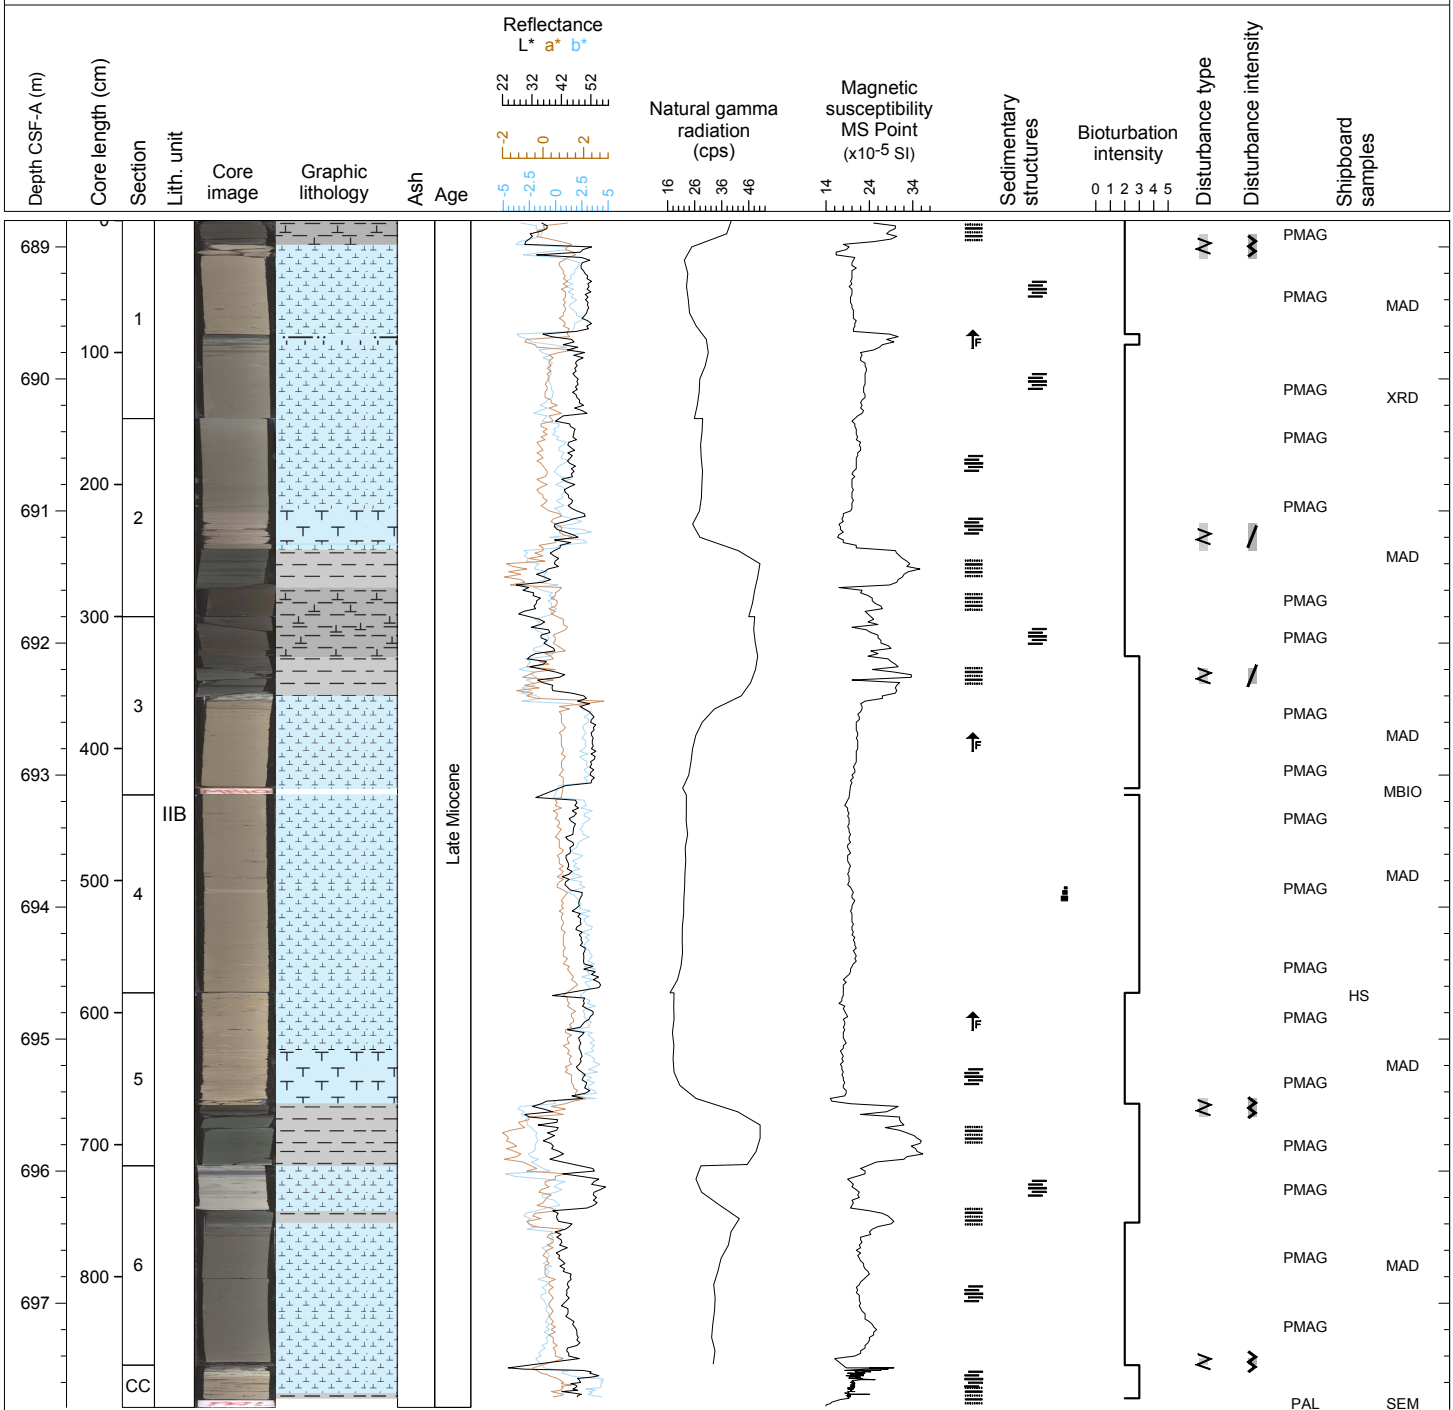 Depth CSF-A (m)
Core length (cm)
Section
Lith. unit
Core image
Graphic lithology
Ash
Age
Reflectance
L* a* b*
22 32 42 52
-2 0 2
-5 -2.5 0 2.5 5
Natural gamma radiation (cps)
16 26 36 46
Magnetic susceptibility MS Point (x10-5 SI)
14 24 34
Sedimentary structures
Bioturbation intensity
0 1 2 3 4 5
Disturbance type
Disturbance intensity
Shipboard samples
689
690
691
692
693
694
695
696
697
0
100
200
300
400
500
600
700
800
1
2
3
4
5
6
CC
IIB
Late Miocene
F
F
F
PMAG
PMAG
MAD
PMAG
XRD
PMAG
PMAG
MAD
PMAG
PMAG
PMAG
MAD
PMAG
MBIO
PMAG
MAD
PMAG
PMAG
HS
PMAG
MAD
PMAG
PMAG
PMAG
PMAG
MAD
PMAG
PAL
SEM